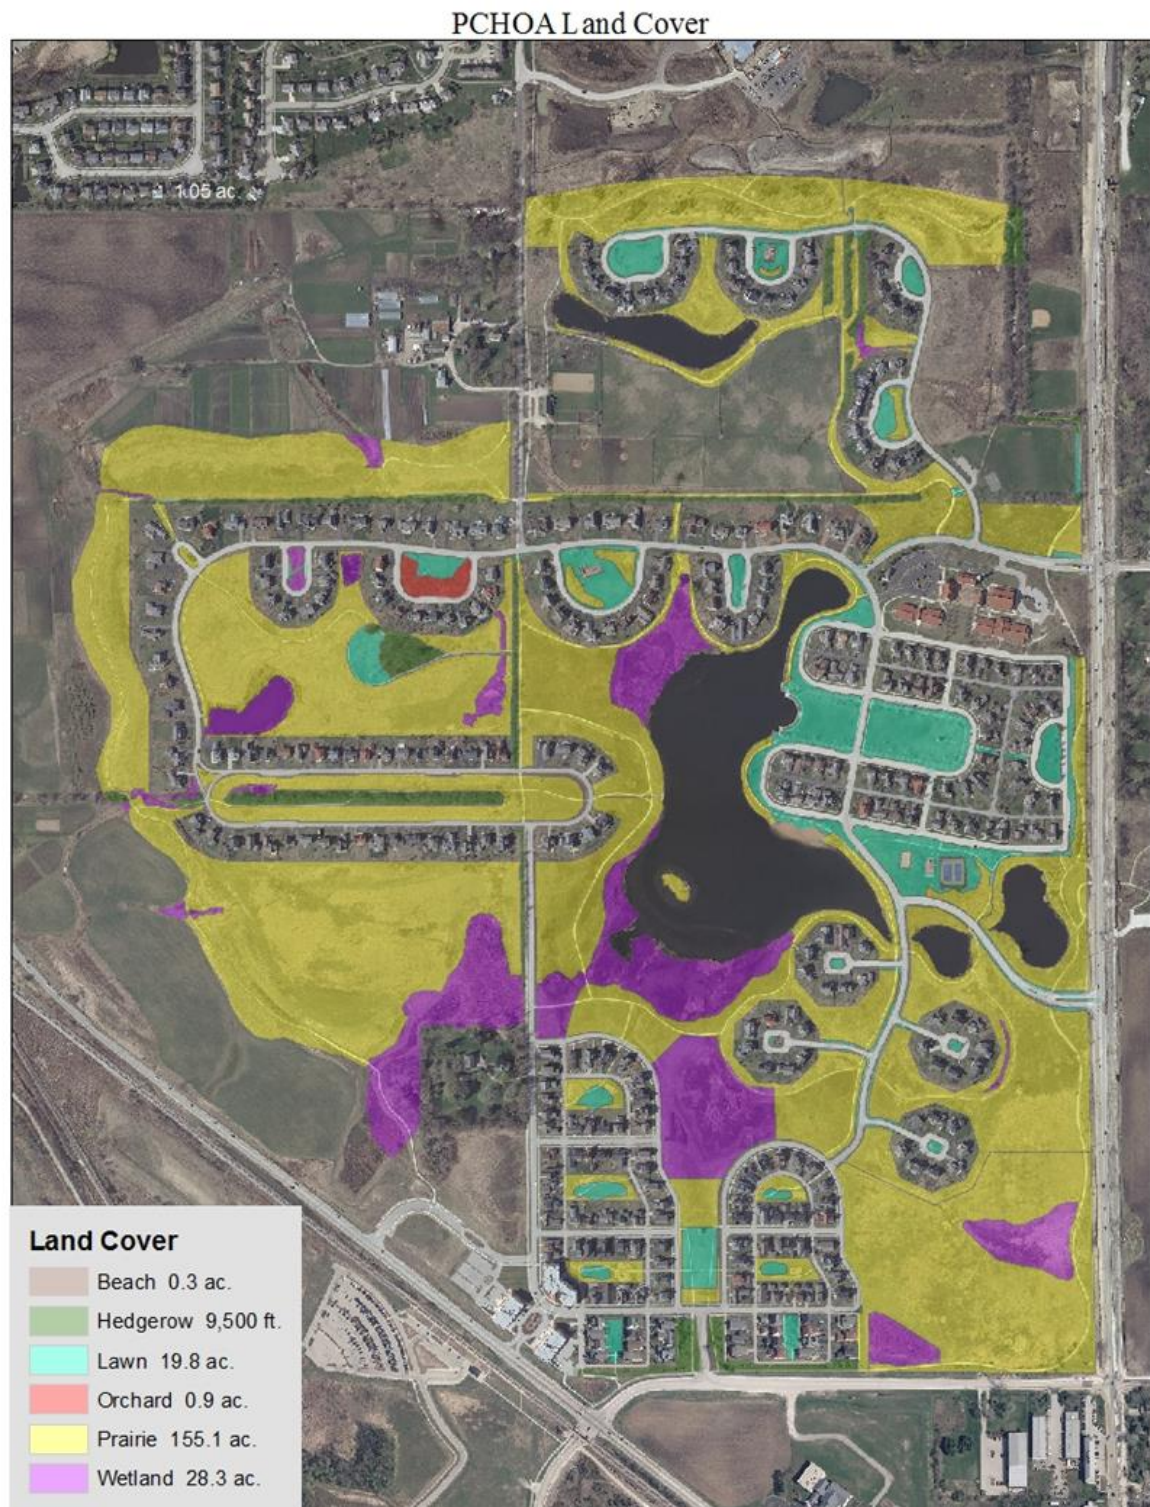 PCHOA Land Cover
1.05 ac.
Land Cover
Beach 0.3 ac.
Hedgerow 9,500 ft.
Lawn 19.8 ac.
Orchard 0.9 ac.
Prairie 155.1 ac.
Wetland 28.3 ac.